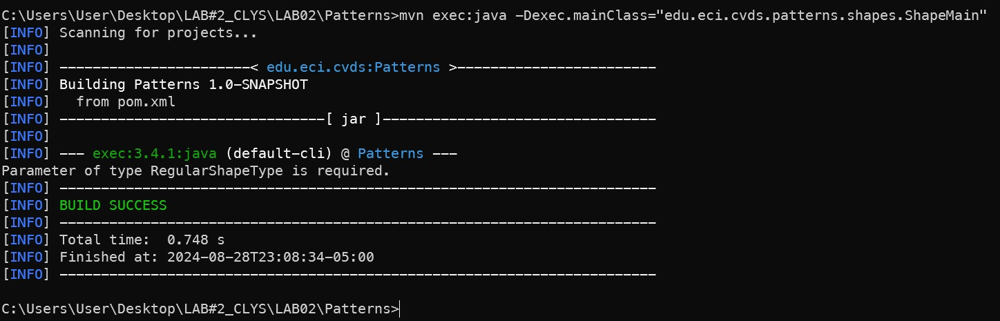 C:\Users\User\Desktop\LAB#2_CLYS\LAB02\Patterns>mvn exec:java -Dexec.mainClass="edu.eci.cvds.patterns.shapes.ShapeMain"
[INFO] Scanning for projects...
[INFO]
[INFO] -----------------------< edu.eci.cvds:Patterns >------------------------
[INFO] Building Patterns 1.0-SNAPSHOT
[INFO]   from pom.xml
[INFO] --------------------------------[ jar ]---------------------------------
[INFO]
[INFO] --- exec:3.4.1:java (default-cli) @ Patterns ---
Parameter of type RegularShapeType is required.
[INFO] ------------------------------------------------------------------------
[INFO] BUILD SUCCESS
[INFO] ------------------------------------------------------------------------
[INFO] Total time:  0.748 s
[INFO] Finished at: 2024-08-28T23:08:34-05:00
[INFO] ------------------------------------------------------------------------
C:\Users\User\Desktop\LAB#2_CLYS\LAB02\Patterns>